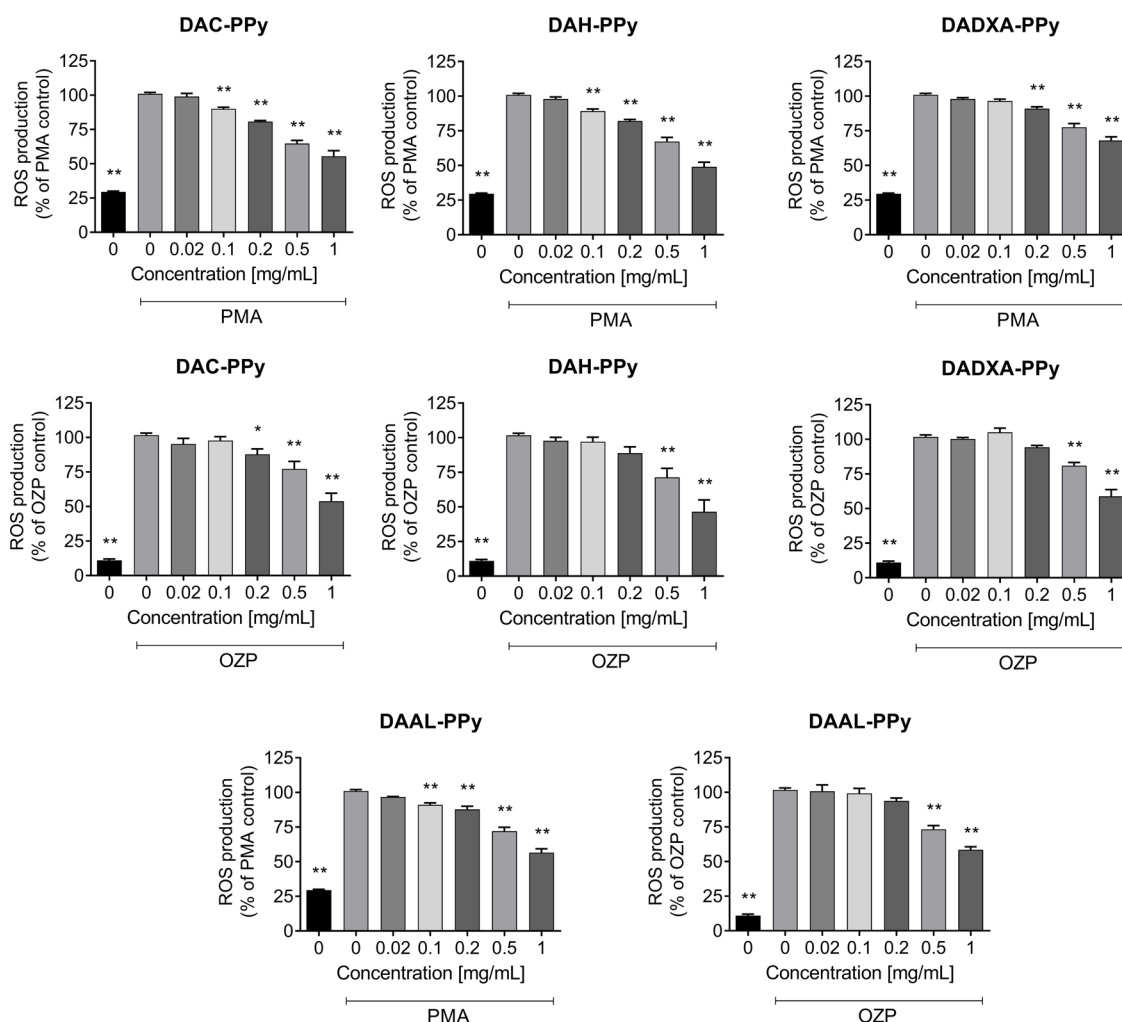 DAC-PPy
ROS production
(% of PMA control)
125
100
75
50
25
0
** ** ** ** **
0 0 0.02 0.1 0.2 0.5 1
Concentration [mg/mL]
PMA
DAH-PPy
ROS production
(% of PMA control)
125
100
75
50
25
0
** ** ** ** **
0 0 0.02 0.1 0.2 0.5 1
Concentration [mg/mL]
PMA
DADXA-PPy
ROS production
(% of PMA control)
125
100
75
50
25
0
** ** ** **
0 0 0.02 0.1 0.2 0.5 1
Concentration [mg/mL]
PMA
DAC-PPy
ROS production
(% of OZP control)
125
100
75
50
25
0
** * ** **
0 0 0.02 0.1 0.2 0.5 1
Concentration [mg/mL]
OZP
DAH-PPy
ROS production
(% of OZP control)
125
100
75
50
25
0
** ** **
0 0 0.02 0.1 0.2 0.5 1
Concentration [mg/mL]
OZP
DADXA-PPy
ROS production
(% of OZP control)
125
100
75
50
25
0
** ** **
0 0 0.02 0.1 0.2 0.5 1
Concentration [mg/mL]
OZP
DAAL-PPy
ROS production
(% of PMA control)
125
100
75
50
25
0
** ** ** ** **
0 0 0.02 0.1 0.2 0.5 1
Concentration [mg/mL]
PMA
DAAL-PPy
ROS production
(% of OZP control)
125
100
75
50
25
0
** ** **
0 0 0.02 0.1 0.2 0.5 1
Concentration [mg/mL]
OZP